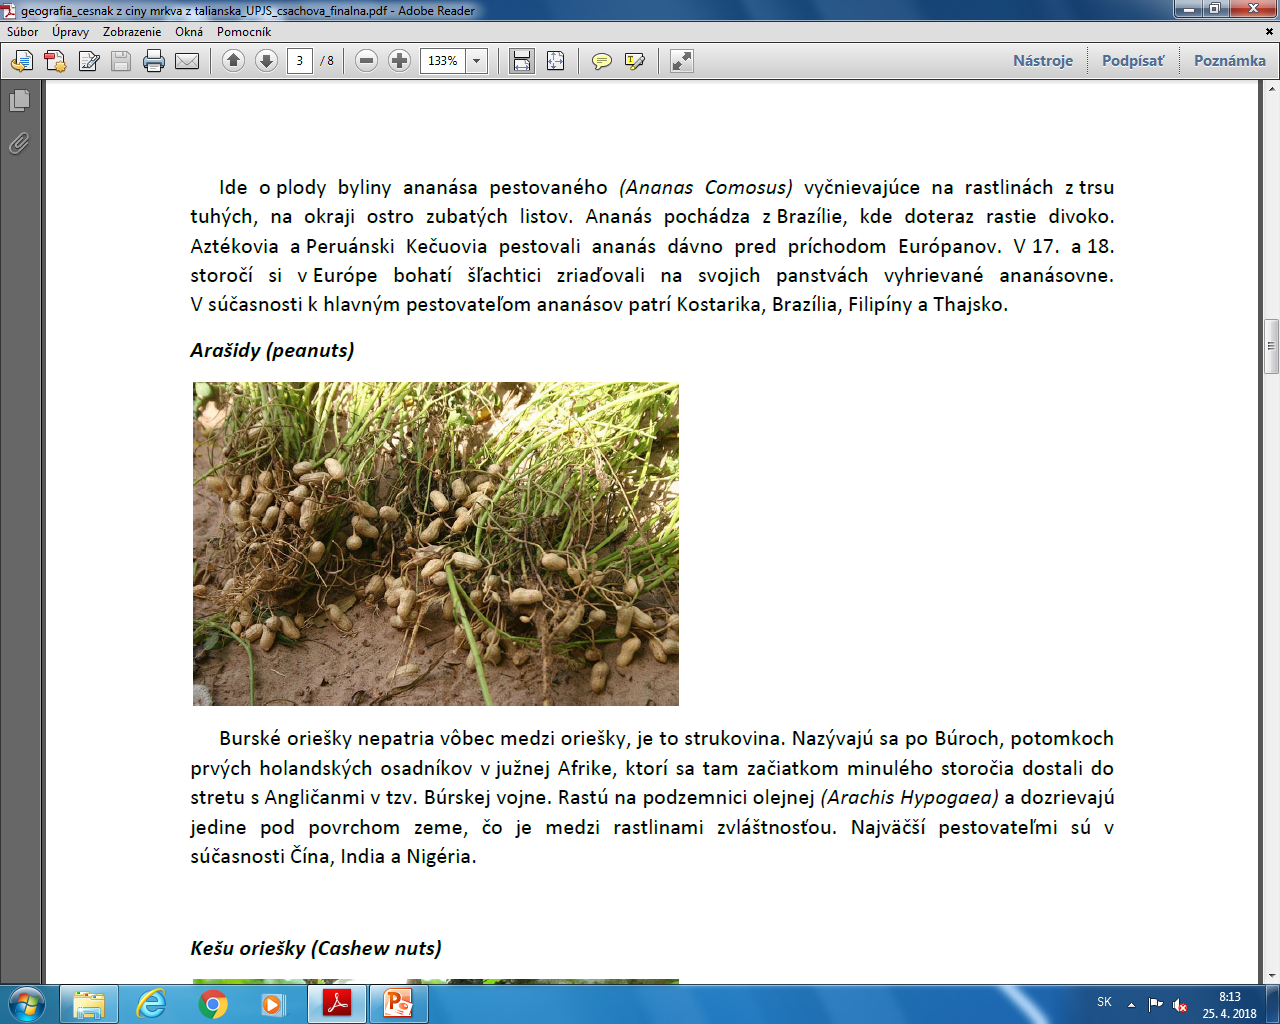 geografia_cesnak z ciny mrkva z talianska_UPJS_csachova_finalna.pdf - Adobe Reader
Súbor Úpravy Zobrazenie Okná Pomocník
3 / 8 133% Nástroje Podpísať Poznámka
Ide o plody byliny ananása pestovaného (Ananas Comosus) vyčnievajúce na rastlinách z trsu
tuhých, na okraji ostro zubatých listov. Ananás pochádza z Brazílie, kde doteraz rastie divoko.
Aztékovia a Peruánski Kečuovia pestovali ananás dávno pred príchodom Európanov. V 17. a 18.
storočí si v Európe bohatí šľachtici zriaďovali na svojich panstvách vyhrievané ananásovne.
V súčasnosti k hlavným pestovateľom ananásov patrí Kostarika, Brazília, Filipíny a Thajsko.
Arašidy (peanuts)
Burské oriešky nepatria vôbec medzi oriešky, je to strukovina. Nazývajú sa po Búroch, potomkoch
prvých holandských osadníkov v južnej Afrike, ktorí sa tam začiatkom minulého storočia dostali do
stretu s Angličanmi v tzv. Búrskej vojne. Rastú na podzemnici olejnej (Arachis Hypogaea) a dozrievajú
jedine pod povrchom zeme, čo je medzi rastlinami zvláštnosťou. Najväčší pestovateľmi sú v
súčasnosti Čína, India a Nigéria.
Kešu oriešky (Cashew nuts)
SK 8:13
25. 4. 2018